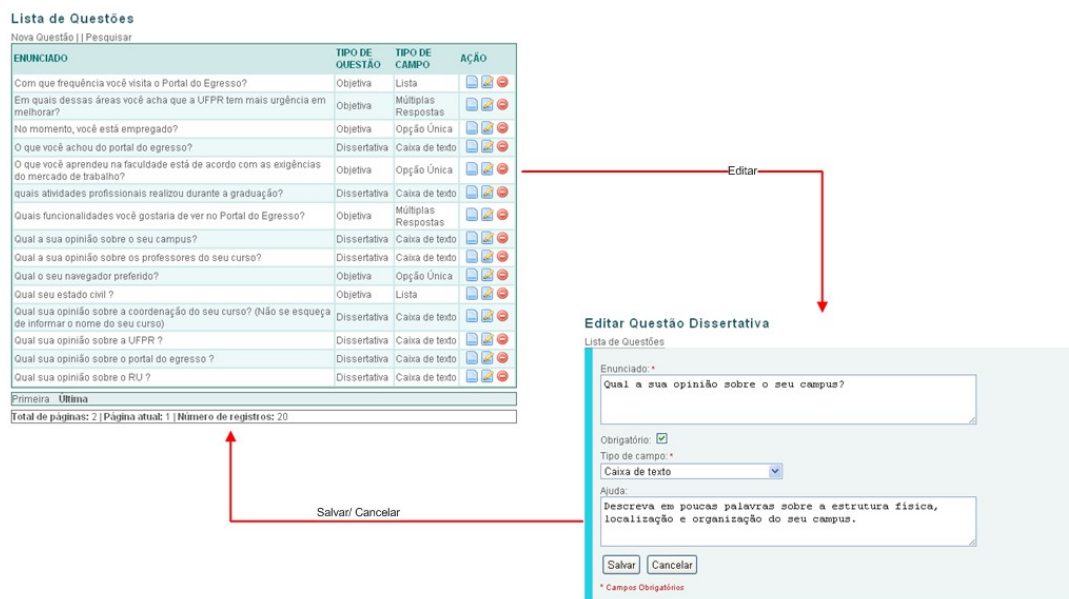 Lista de Questões
Nova Questão | | Pesquisar
ENUNCIADO TIPO DE QUESTÃO TIPO DE CAMPO AÇÃO
Com que frequência você visita o Portal do Egresso? Objetiva Lista
Em quais dessas áreas você acha que a UFPR tem mais urgência em melhorar? Objetiva Múltiplas Respostas
No momento, você está empregado? Objetiva Opção Única
O que você achou do portal do egresso? Dissertativa Caixa de texto
O que você aprendeu na faculdade está de acordo com as exigências do mercado de trabalho? Objetiva Opção Única
quais atividades profissionais realizou durante a graduação? Dissertativa Caixa de texto
Quais funcionalidades você gostaria de ver no Portal do Egresso? Objetiva Múltiplas Respostas
Qual a sua opinião sobre o seu campus? Dissertativa Caixa de texto
Qual a sua opinião sobre os professores do seu curso? Dissertativa Caixa de texto
Qual o seu navegador preferido? Objetiva Opção Única
Qual seu estado civil ? Objetiva Lista
Qual sua opinião sobre a coordenação do seu curso? (Não se esqueça de informar o nome do seu curso) Dissertativa Caixa de texto
Qual sua opinião sobre a UFPR ? Dissertativa Caixa de texto
Qual sua opinião sobre o portal do egresso ? Dissertativa Caixa de texto
Qual sua opinião sobre o RU ? Dissertativa Caixa de texto
Primeira Última
Total de páginas: 2 | Página atual: 1 | Número de registros: 20
Editar
Salvar/ Cancelar
Editar Questão Dissertativa
Lista de Questões
Enunciado: *
Qual a sua opinião sobre o seu campus?
Obrigatório:
Tipo de campo: *
Caixa de texto
Ajuda:
Descreva em poucas palavras sobre a estrutura física,
localização e organização do seu campus.
Salvar Cancelar
* Campos Obrigatórios